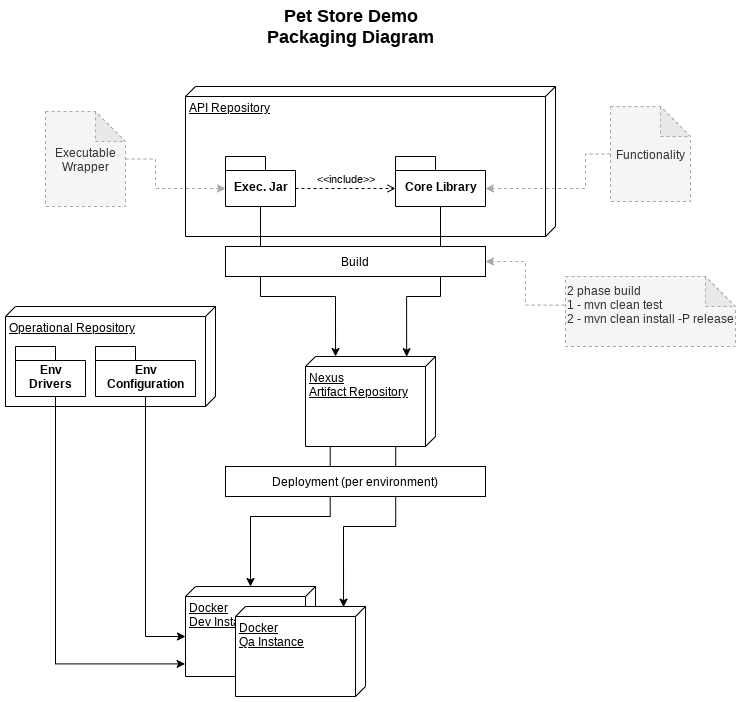 Pet Store Demo
Packaging Diagram
API Repository
Executable
Wrapper
Functionality
Exec. Jar
<<include>>
Core Library
Build
2 phase build
1 - mvn clean test
2 - mvn clean install -P release
Operational Repository
Env
Drivers
Env
Configuration
Nexus
Artifact Repository
Deployment (per environment)
Docker
Dev Insta
Docker
Qa Instance